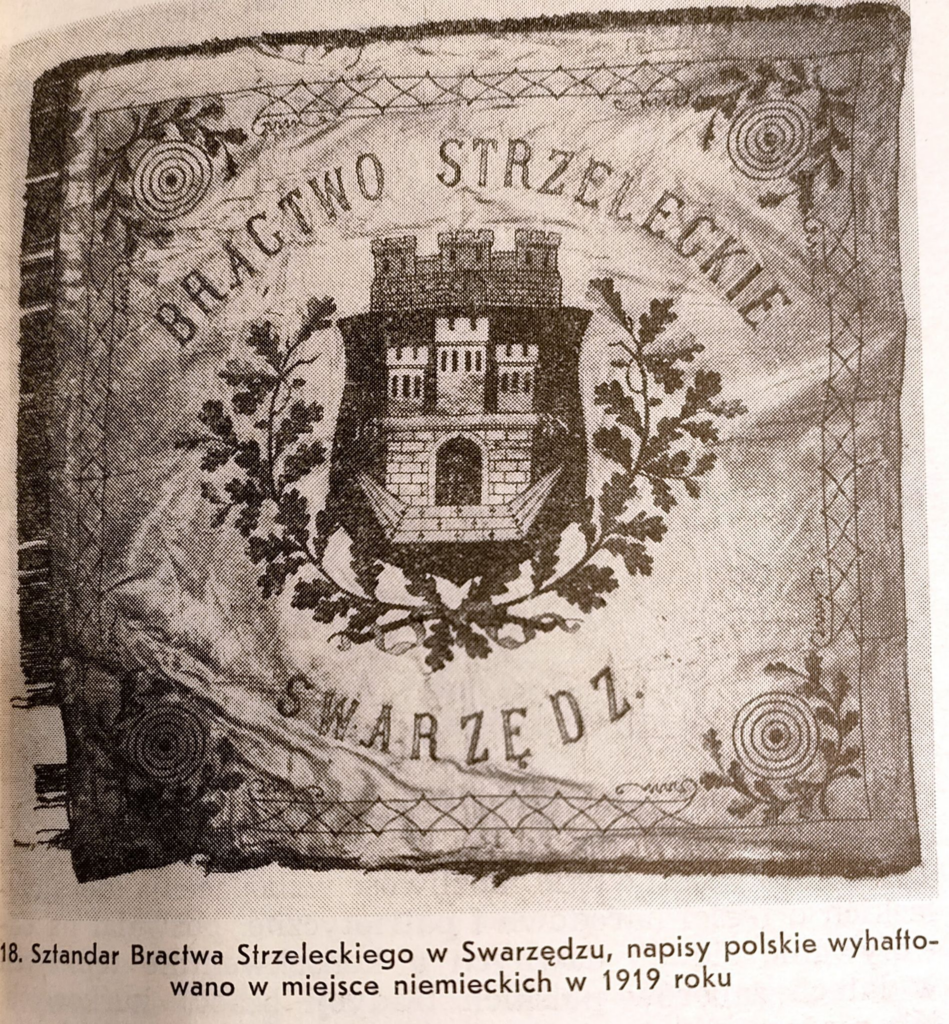 BRACTWO STRZELECKIE
SWARZĘDZ.
18. Sztandar Bractwa Strzeleckiego w Swarzędzu, napisy polskie wyhafto-
wano w miejsce niemieckich w 1919 roku